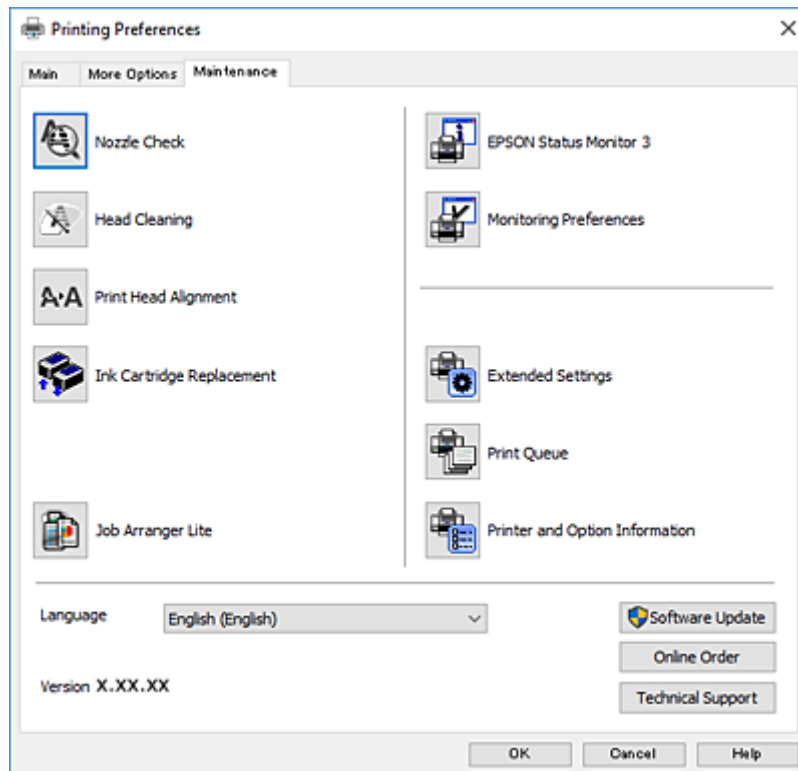 Printing Preferences
Main More Options Maintenance
Nozzle Check
Head Cleaning
A·A Print Head Alignment
Ink Cartridge Replacement
Job Arranger Lite
EPSON Status Monitor 3
Monitoring Preferences
Extended Settings
Print Queue
Printer and Option Information
Language English (English)
Software Update
Online Order
Version X.XX.XX
Technical Support
OK Cancel Help